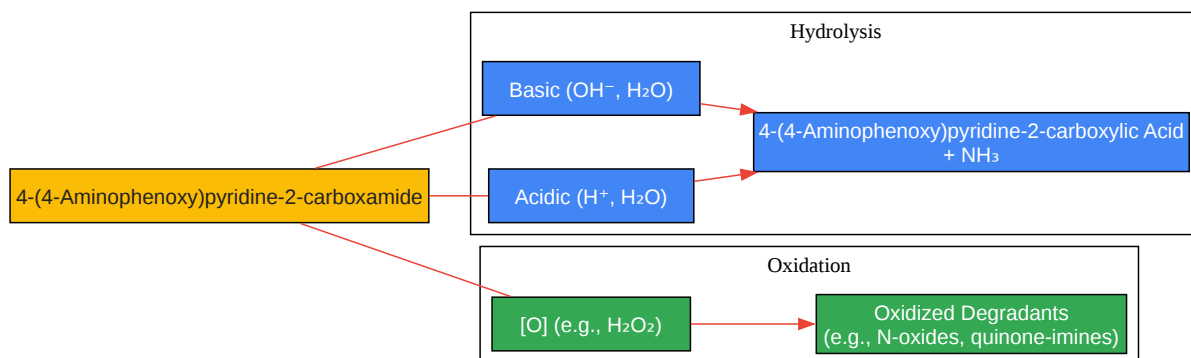 Hydrolysis
Basic (OH⁻, H₂O)
4-(4-Aminophenoxy)pyridine-2-carboxylic Acid
+ NH₃
4-(4-Aminophenoxy)pyridine-2-carboxamide
Acidic (H⁺, H₂O)
Oxidation
[O] (e.g., H₂O₂)
Oxidized Degradants
(e.g., N-oxides, quinone-imines)